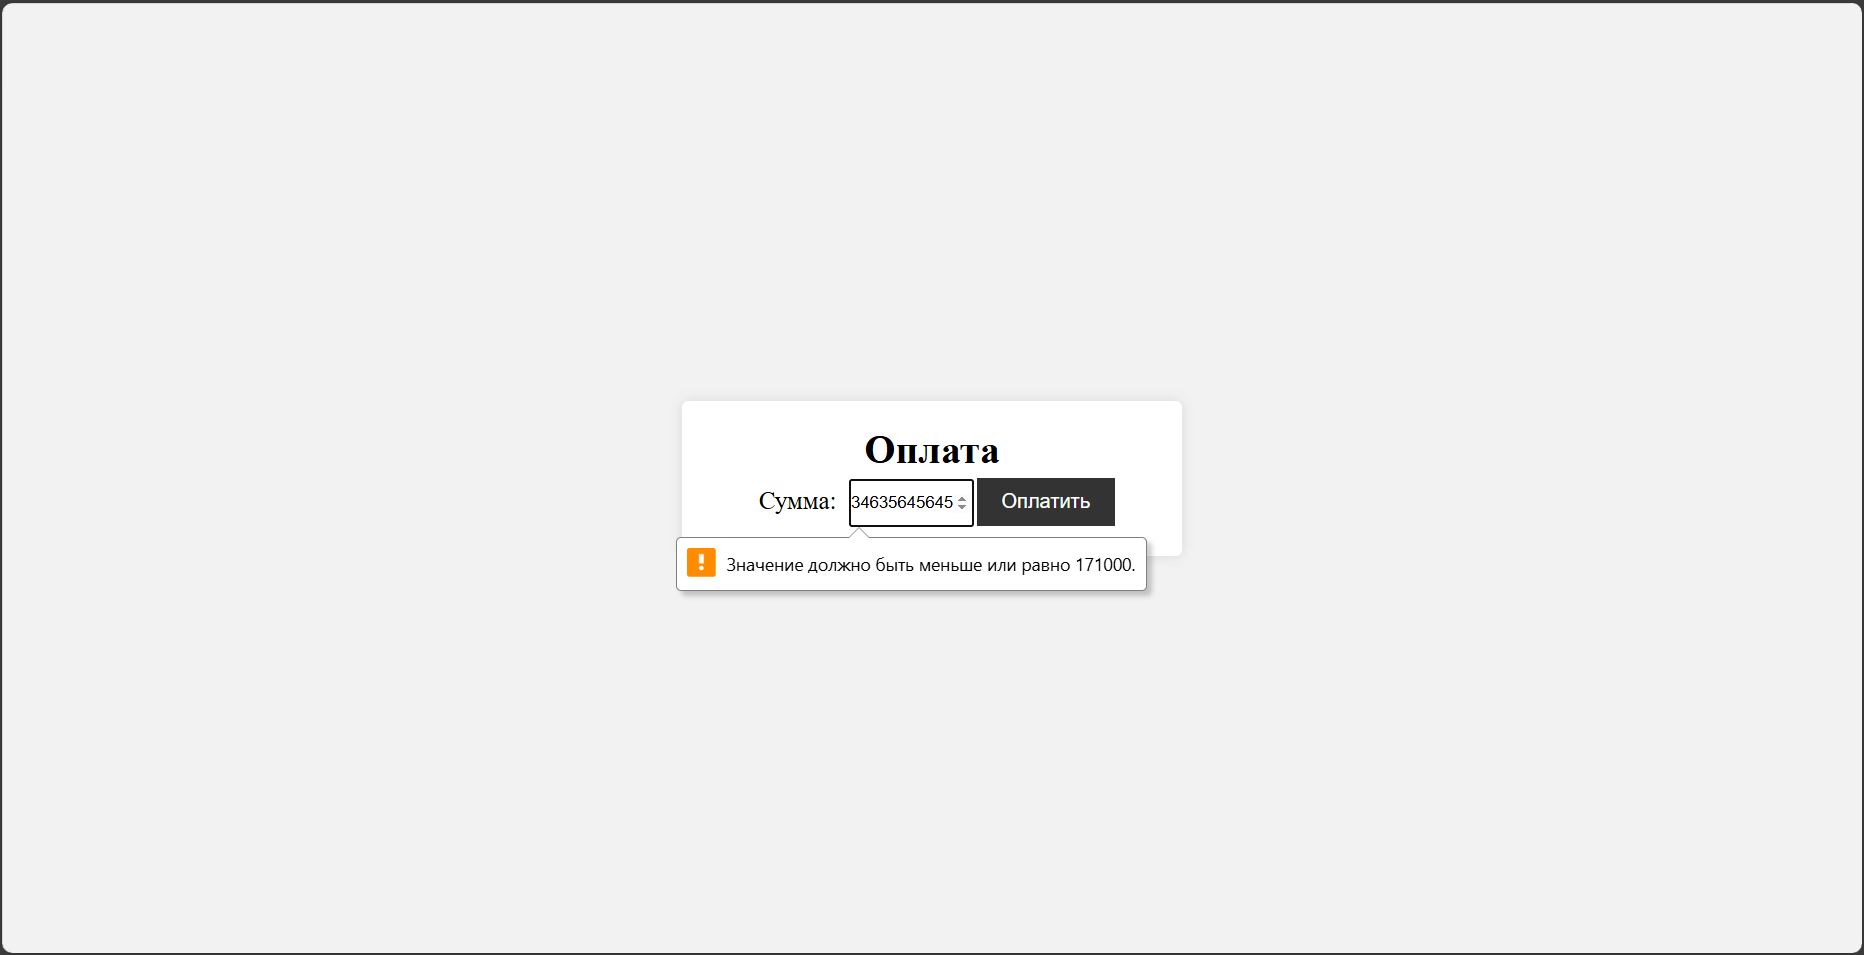 Оплата
Сумма: 34635645645 Оплатить
Значение должно быть меньше или равно 171000.